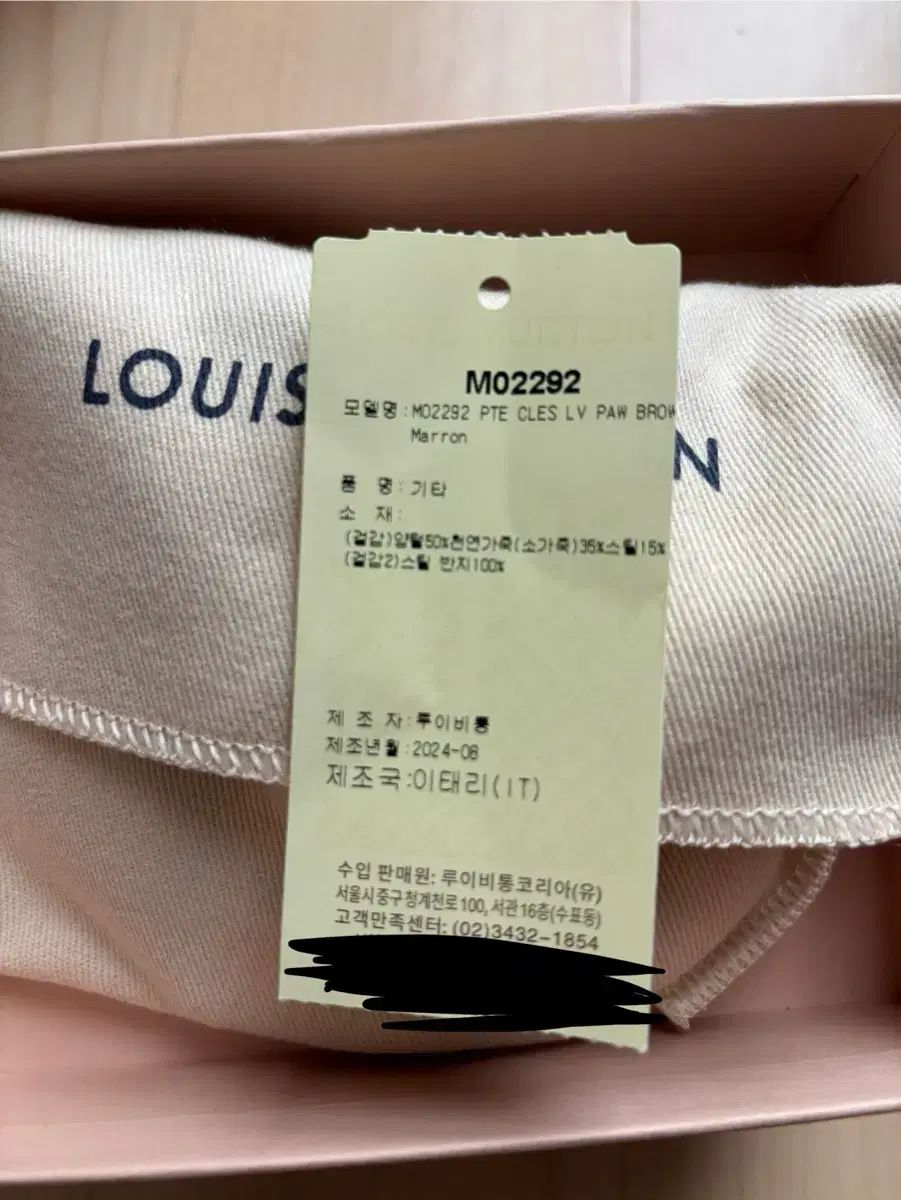 LOUIS
N
M02292
모델명:M02292 PTE CLES LV PAW BROW
Marron
품 명:기타
소 재:
(겉감)양털50%천연가죽(소가죽)35%스틸15%
(겉감2)스틸 반지100%
제 조 자:루이비통
제조년월:2024-08
제조국:이태리(IT)
수입 판매원: 루이비통코리아(유)
서울시 중구 청계천로 100, 서관 16층(수표동)
고객만족센터: (02)3432-1854